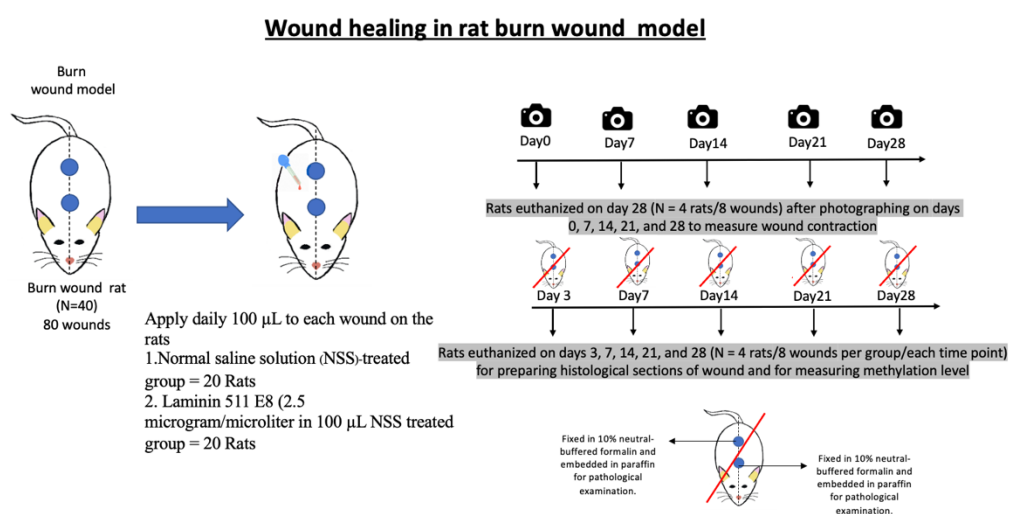 Wound healing in rat burn wound model
Burn
wound model
Burn wound rat
(N=40)
80 wounds
Apply daily 100 µL to each wound on the
rats
1.Normal saline solution (NSS)-treated
group = 20 Rats
2. Laminin 511 E8 (2.5
microgram/microliter in 100 µL NSS treated
group = 20 Rats
Day0 Day7 Day14 Day21 Day28
Rats euthanized on day 28 (N = 4 rats/8 wounds) after photographing on days
0, 7, 14, 21, and 28 to measure wound contraction
Day 3 Day7 Day14 Day21 Day28
Rats euthanized on days 3, 7, 14, 21, and 28 (N = 4 rats/8 wounds per group/each time point)
for preparing histological sections of wound and for measuring methylation level
Fixed in 10% neutral-
buffered formalin and
embedded in paraffin
for pathological
examination.
Fixed in 10% neutral-
buffered formalin and
embedded in paraffin
for pathological
examination.